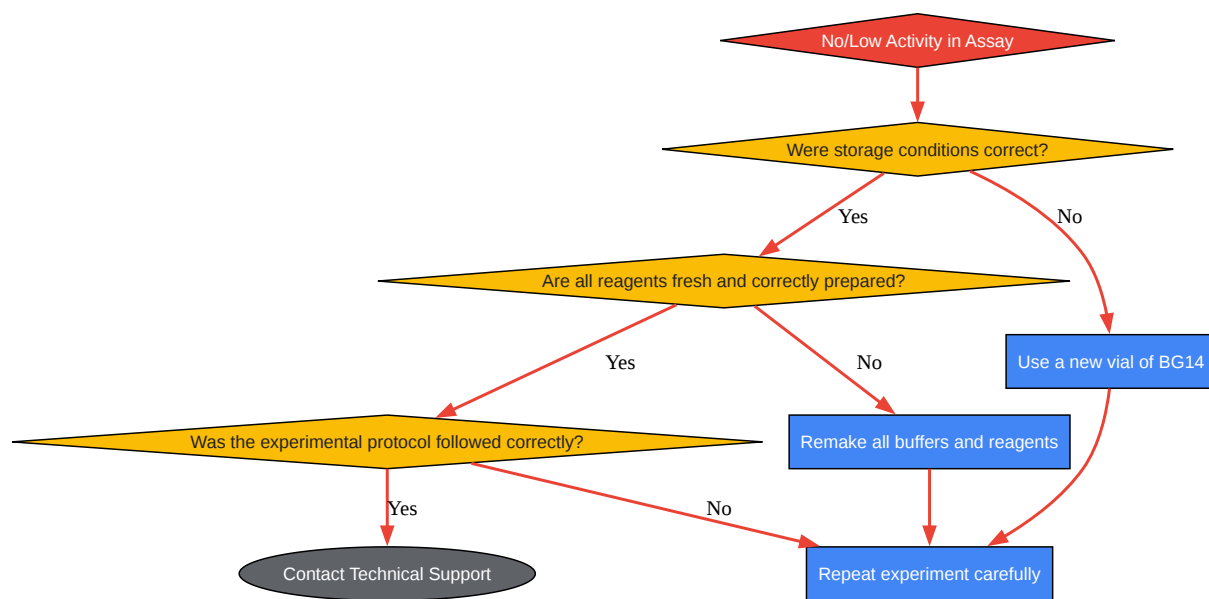 No/Low Activity in Assay
Were storage conditions correct?
Yes
No
Are all reagents fresh and correctly prepared?
Yes
No
Use a new vial of BG14
Was the experimental protocol followed correctly?
Remake all buffers and reagents
Yes
No
Contact Technical Support
Repeat experiment carefully